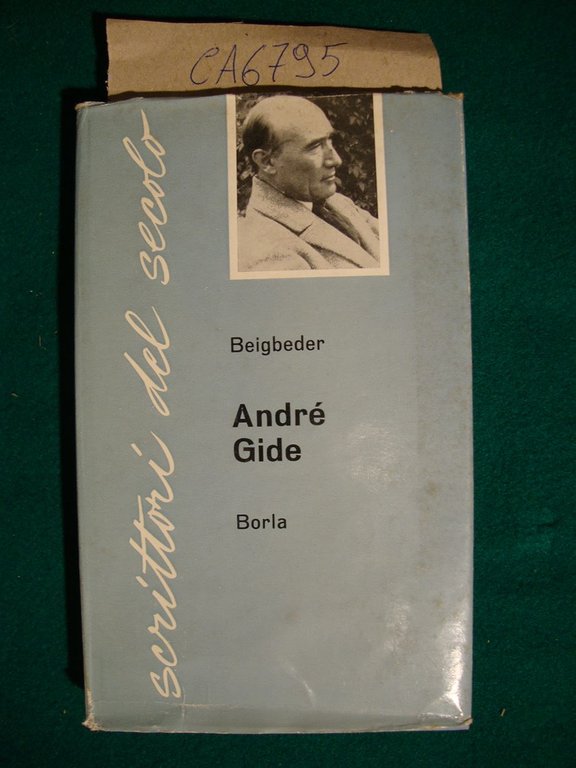 CA6795
scrittori del secolo
Beigbeder
André
Gide
Borla